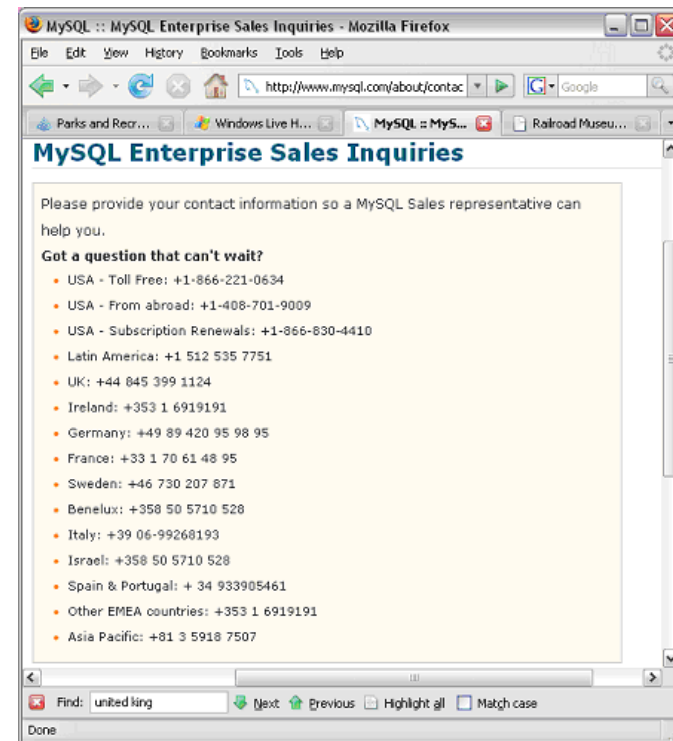 MySQL :: MySQL Enterprise Sales Inquiries - Mozilla Firefox
File Edit View History Bookmarks Tools Help
http://www.mysql.com/about/contac G Google
Parks and Recr... Windows Live H... MySQL :: MyS... Railroad Museu...
MySQL Enterprise Sales Inquiries
Please provide your contact information so a MySQL Sales representative can
help you.
Got a question that can't wait?
• USA - Toll Free: +1-866-221-0634
• USA - From abroad: +1-408-701-9009
• USA - Subscription Renewals: +1-866-830-4410
• Latin America: +1 512 535 7751
• UK: +44 845 399 1124
• Ireland: +353 1 6919191
• Germany: +49 89 420 95 98 95
• France: +33 1 70 61 48 95
• Sweden: +46 730 207 871
• Benelux: +358 50 5710 528
• Italy: +39 06-99268193
• Israel: +358 50 5710 528
• Spain & Portugal: + 34 933905461
• Other EMEA countries: +353 1 6919191
• Asia Pacific: +81 3 5918 7507
Find: united king Next Previous Highlight all Match case
Done